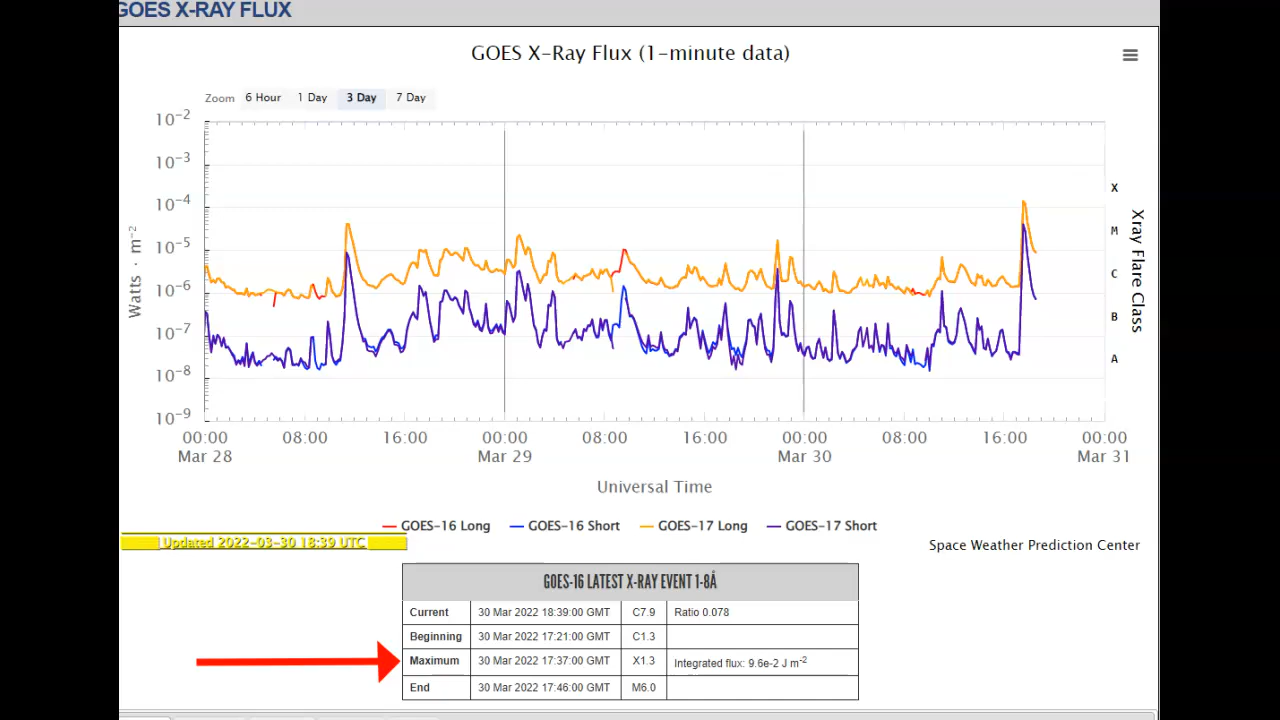 GOES X-RAY FLUX
GOES X-Ray Flux (1-minute data)
Zoom 6 Hour 1 Day 3 Day 7 Day
10⁻²
10⁻³
10⁻⁴
10⁻⁵
10⁻⁶
10⁻⁷
10⁻⁸
10⁻⁹
Watts · m⁻²
X
M
C
B
A
Xray Flare Class
00:00 08:00 16:00 00:00 08:00 16:00 00:00 08:00 16:00 00:00
Mar 28 Mar 29 Mar 30 Mar 31
Universal Time
GOES-16 Long GOES-16 Short GOES-17 Long GOES-17 Short
Updated 2022-03-30 18:39 UTC
Space Weather Prediction Center
GOES-16 LATEST X-RAY EVENT 1-8Å
Current 30 Mar 2022 18:39:00 GMT C7.9 Ratio 0.078
Beginning 30 Mar 2022 17:21:00 GMT C1.3
Maximum 30 Mar 2022 17:37:00 GMT X1.3 Integrated flux: 9.6e-2 J m⁻²
End 30 Mar 2022 17:46:00 GMT M6.0